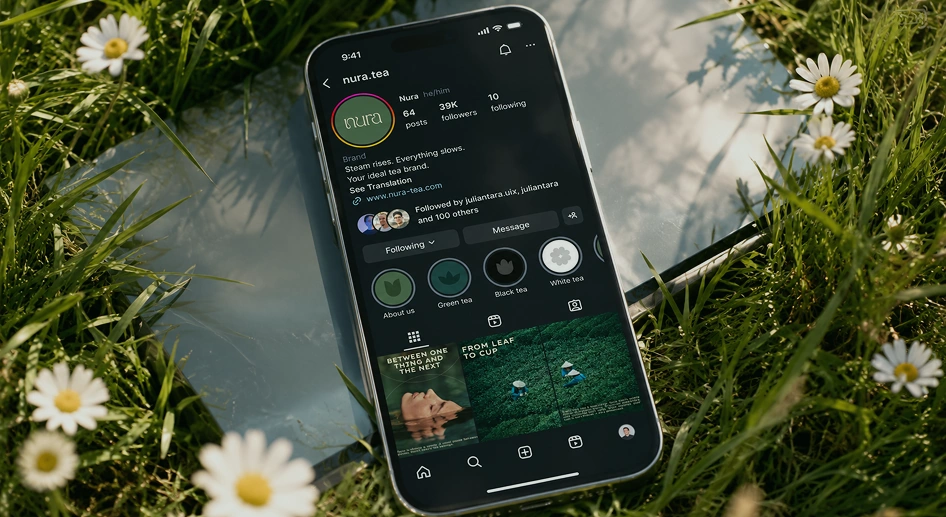 9:41
nura.tea
Nura he/him
64 39K 10
posts followers following
nura
Brand
Steam rises. Everything slows.
Your ideal tea brand.
See Translation
www.nura-tea.com
Followed by juliantara.uix, juliantara
and 100 others
Following Message
About us Green tea Black tea White tea
BETWEEN ONE
THING AND
THE NEXT
FROM LEAF
TO CUP